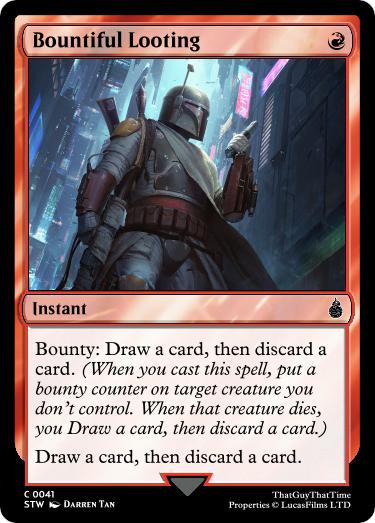 Bountiful Looting
Instant
Bounty: Draw a card, then discard a
card. (When you cast this spell, put a
bounty counter on target creature you
don't control. When that creature dies,
you Draw a card, then discard a card.)
Draw a card, then discard a card.
C 0041
STW DARREN TAN
ThatGuyThatTime
Properties © LucasFilms LTD